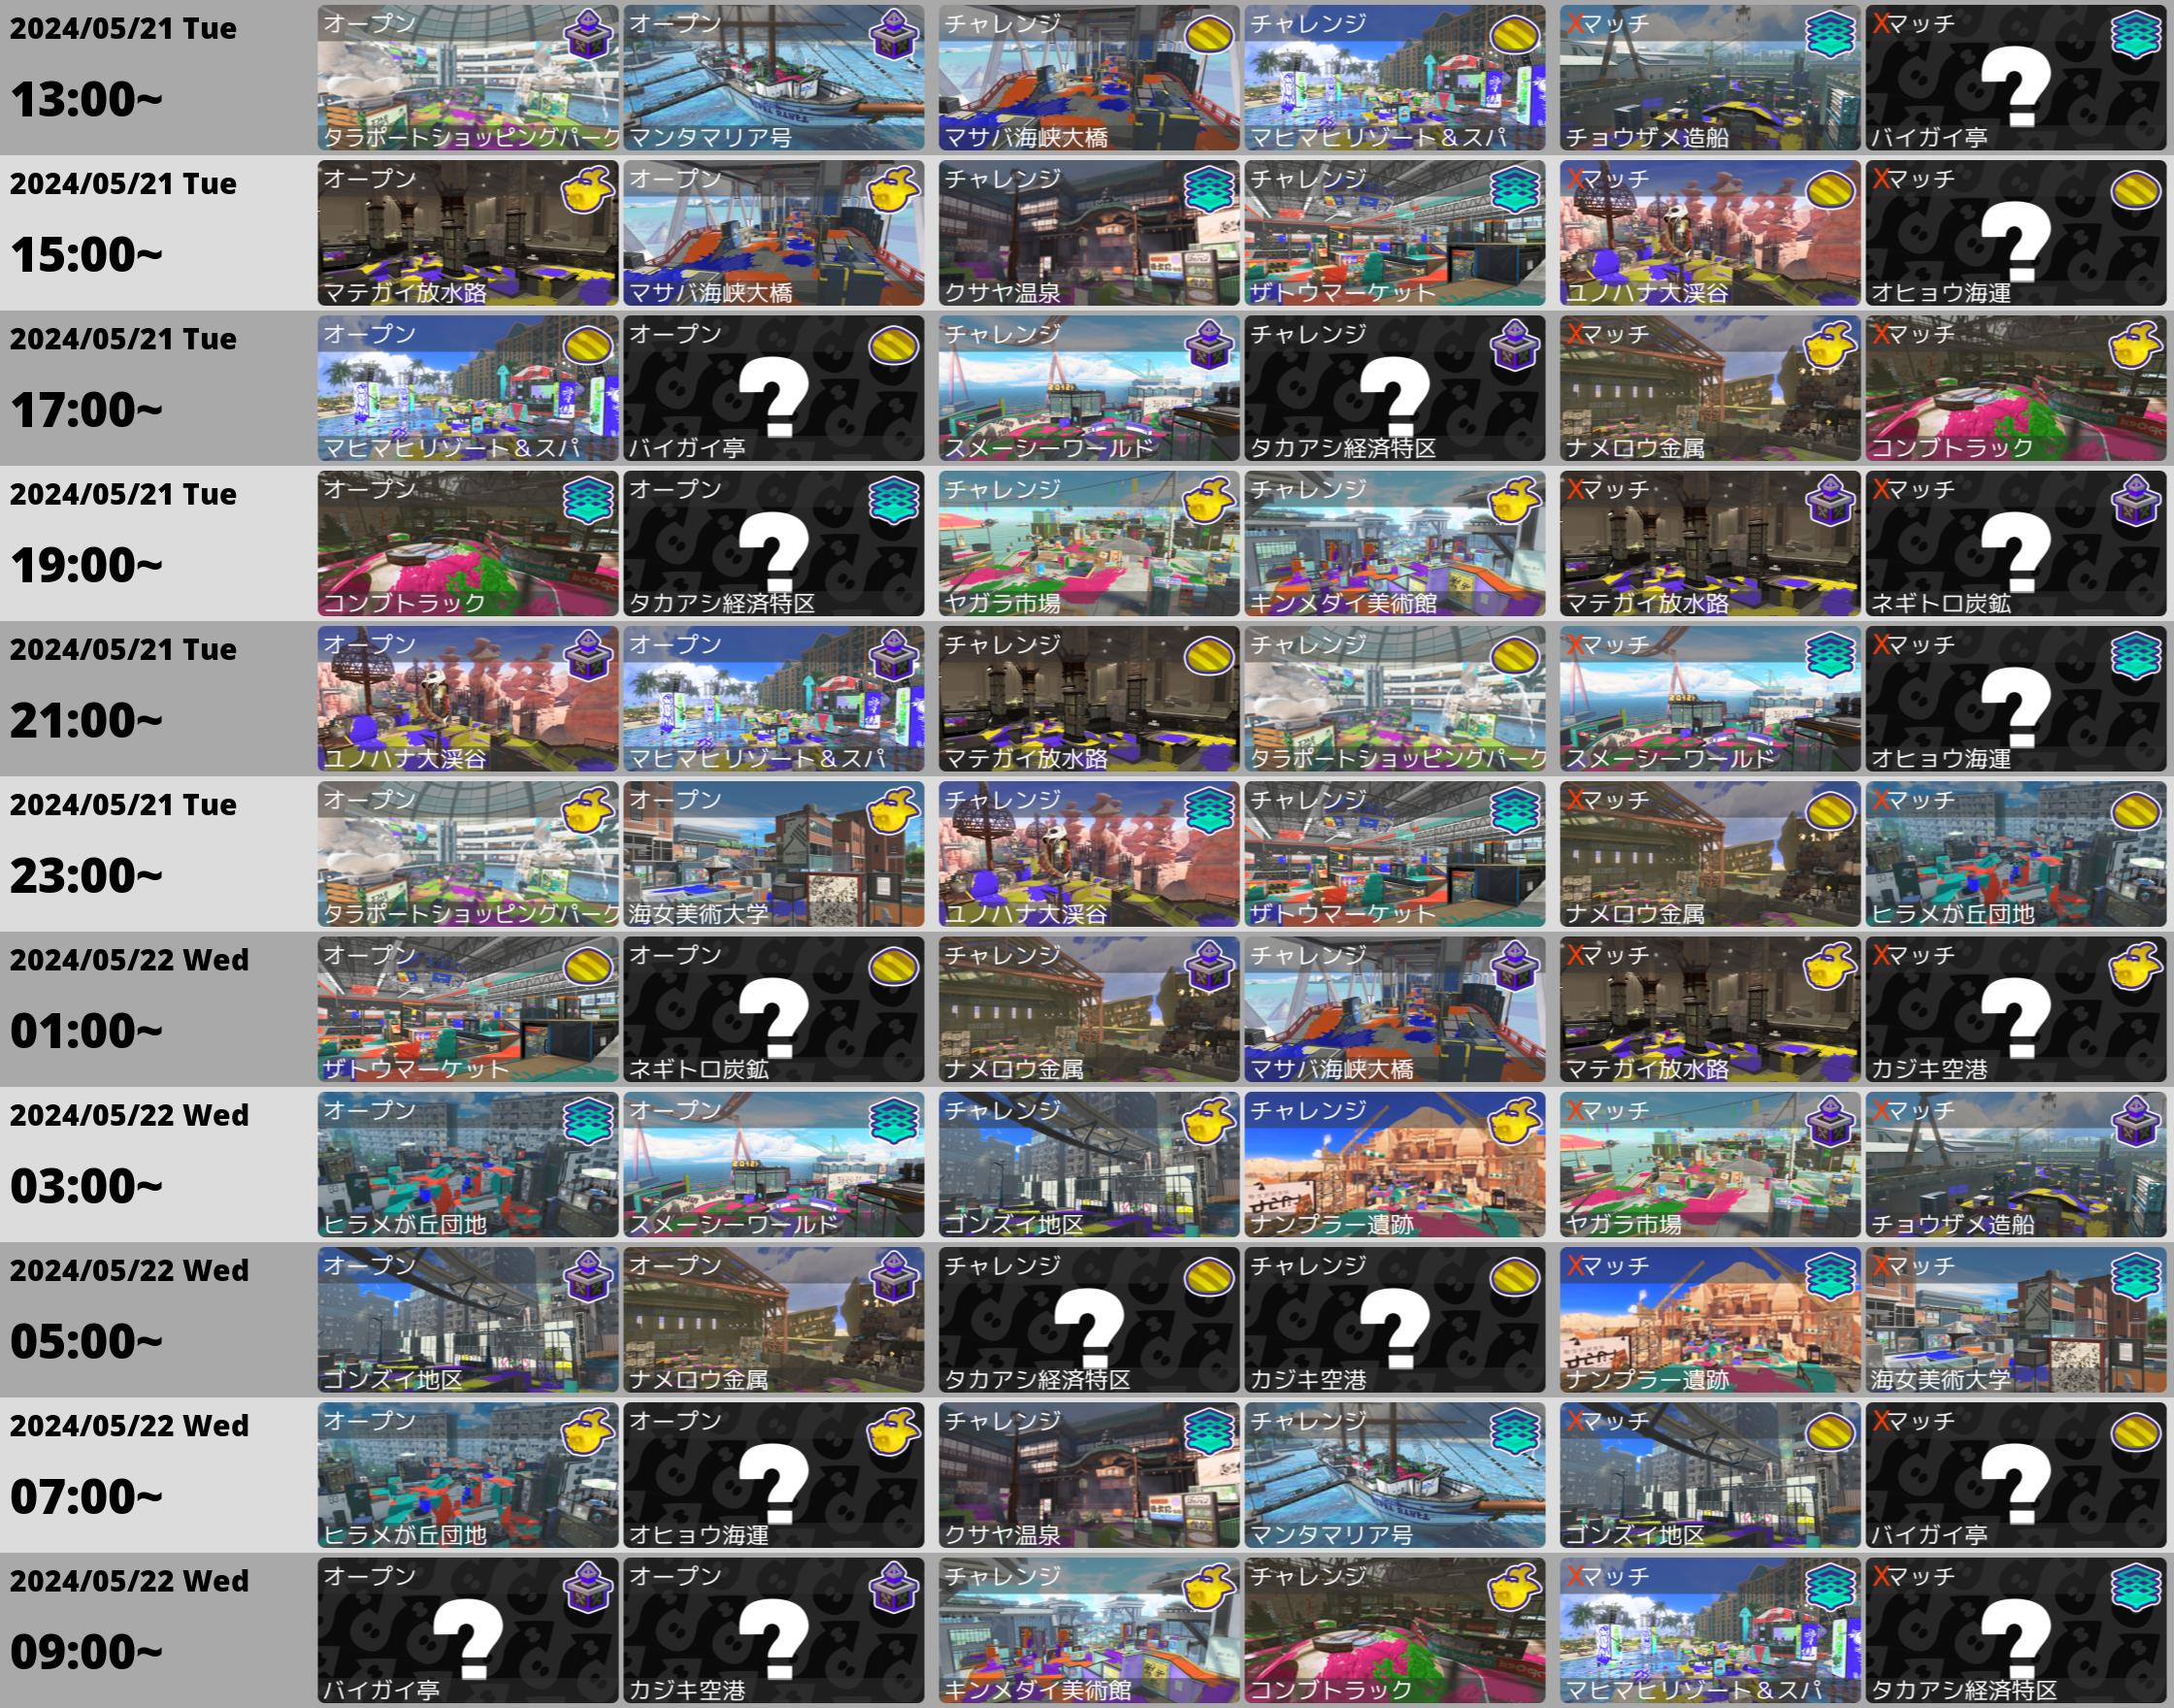 2024/05/21 Tue
13:00~
オープン
タラポートショッピングパーク
オープン
マンタマリア号
チャレンジ
マサバ海峡大橋
チャレンジ
マヒマヒリゾート＆スパ
Xマッチ
チョウザメ造船
Xマッチ
バイガイ亭
2024/05/21 Tue
15:00~
オープン
マテガイ放水路
オープン
マサバ海峡大橋
チャレンジ
クサヤ温泉
チャレンジ
ザトウマーケット
Xマッチ
ユノハナ大渓谷
Xマッチ
オヒョウ海運
2024/05/21 Tue
17:00~
オープン
マヒマヒリゾート＆スパ
オープン
バイガイ亭
チャレンジ
スメーシーワールド
チャレンジ
タカアシ経済特区
Xマッチ
ナメロウ金属
Xマッチ
コンブトラック
2024/05/21 Tue
19:00~
オープン
コンブトラック
オープン
タカアシ経済特区
チャレンジ
ヤガラ市場
チャレンジ
キンメダイ美術館
Xマッチ
マテガイ放水路
Xマッチ
ネギトロ炭鉱
2024/05/21 Tue
21:00~
オープン
ユノハナ大渓谷
オープン
マヒマヒリゾート＆スパ
チャレンジ
マテガイ放水路
チャレンジ
タラポートショッピングパーク
Xマッチ
スメーシーワールド
Xマッチ
オヒョウ海運
2024/05/21 Tue
23:00~
オープン
タラポートショッピングパーク
オープン
海女美術大学
チャレンジ
ユノハナ大渓谷
チャレンジ
ザトウマーケット
Xマッチ
ナメロウ金属
Xマッチ
ヒラメが丘団地
2024/05/22 Wed
01:00~
オープン
ザトウマーケット
オープン
ネギトロ炭鉱
チャレンジ
ナメロウ金属
チャレンジ
マサバ海峡大橋
Xマッチ
マテガイ放水路
Xマッチ
カジキ空港
2024/05/22 Wed
03:00~
オープン
ヒラメが丘団地
オープン
スメーシーワールド
チャレンジ
ゴンズイ地区
チャレンジ
ナンプラー遺跡
Xマッチ
ヤガラ市場
Xマッチ
チョウザメ造船
2024/05/22 Wed
05:00~
オープン
ゴンズイ地区
オープン
ナメロウ金属
チャレンジ
タカアシ経済特区
チャレンジ
カジキ空港
Xマッチ
ナンプラー遺跡
Xマッチ
海女美術大学
2024/05/22 Wed
07:00~
オープン
ヒラメが丘団地
オープン
オヒョウ海運
チャレンジ
クサヤ温泉
チャレンジ
マンタマリア号
Xマッチ
ゴンズイ地区
Xマッチ
バイガイ亭
2024/05/22 Wed
09:00~
オープン
バイガイ亭
オープン
カジキ空港
チャレンジ
キンメダイ美術館
チャレンジ
コンブトラック
Xマッチ
マヒマヒリゾート＆スパ
Xマッチ
タカアシ経済特区